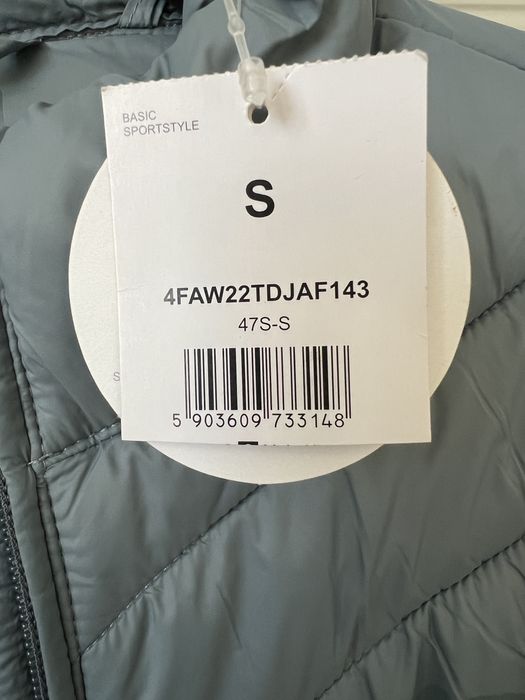 BASIC
SPORTSTYLE
S
4FAW22TDJAF143
47S-S
5 903609 733148
S